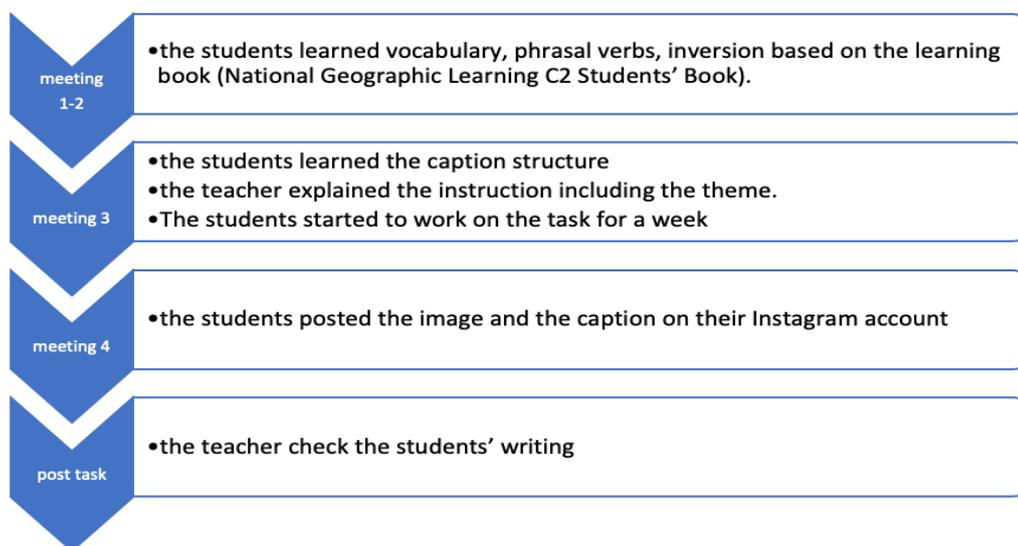 meeting
1-2
•the students learned vocabulary, phrasal verbs, inversion based on the learning
book (National Geographic Learning C2 Students’ Book).
meeting 3
•the students learned the caption structure
•the teacher explained the instruction including the theme.
•The students started to work on the task for a week
meeting 4
•the students posted the image and the caption on their Instagram account
post task
•the teacher check the students’ writing